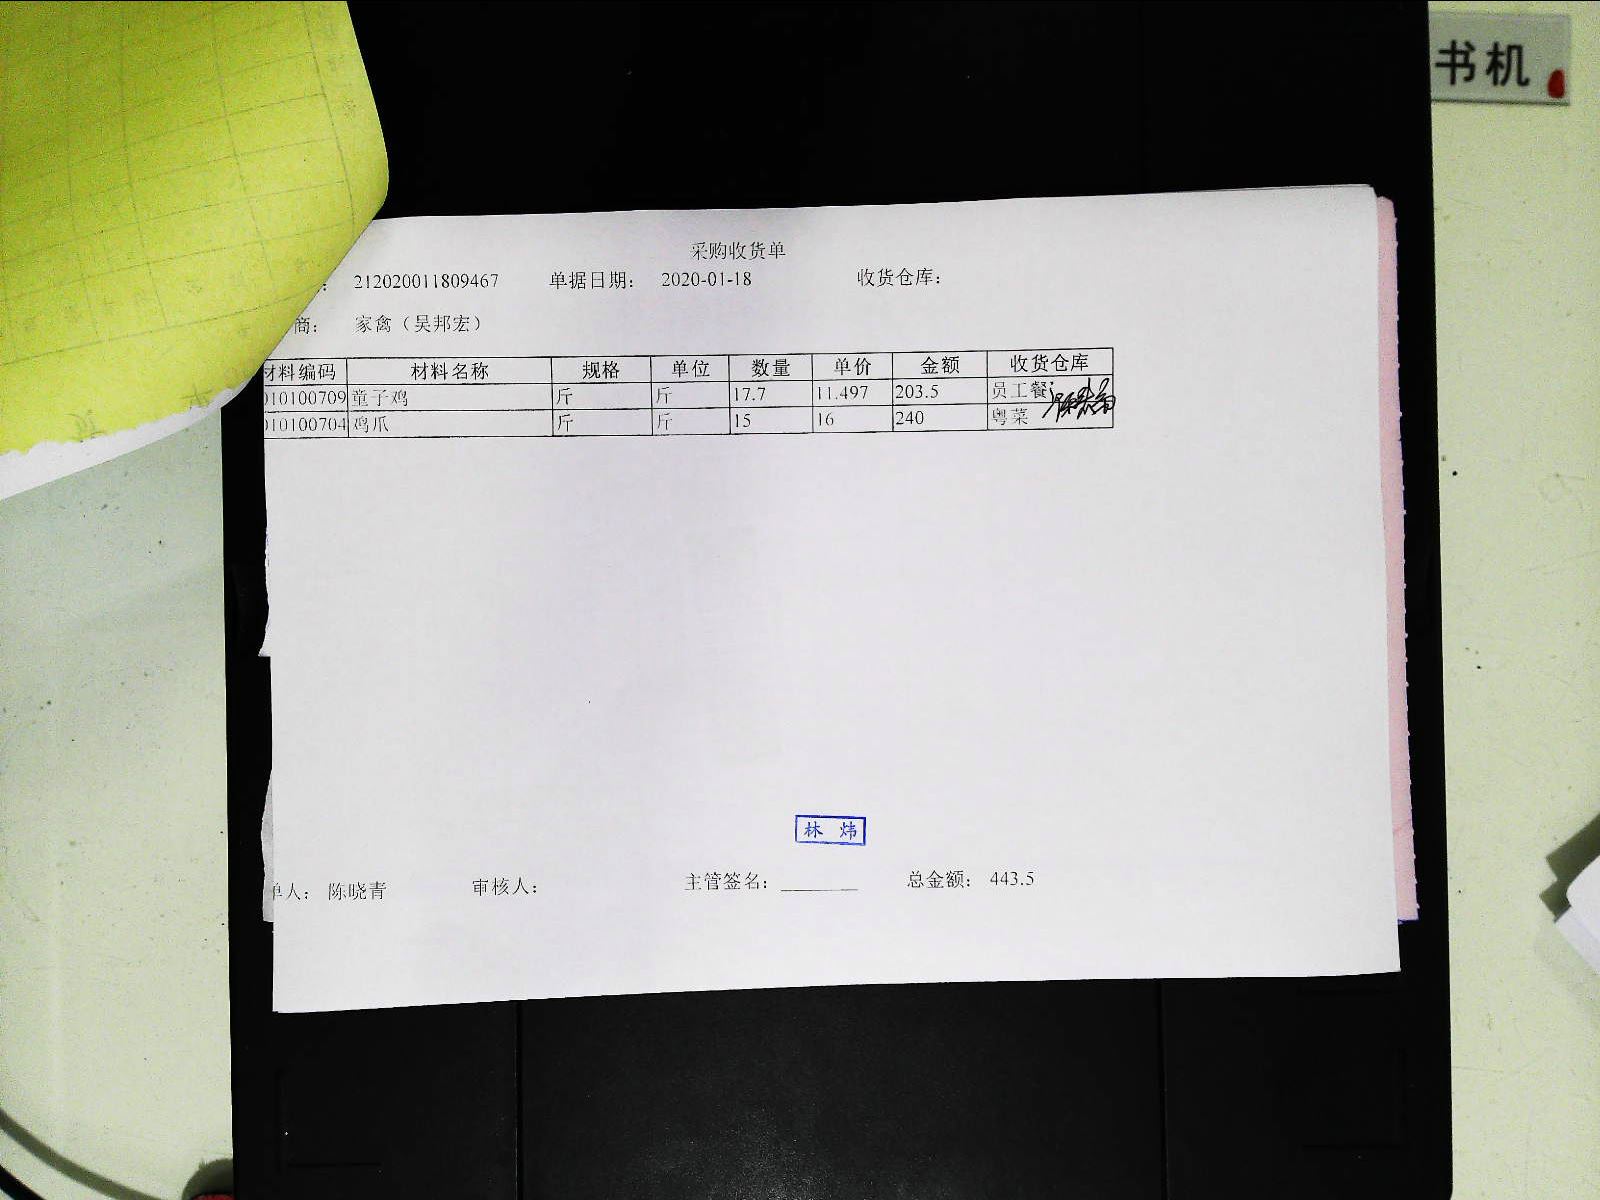 书机
采购收货单
： 212020011809467 单据日期： 2020-01-18 收货仓库：
商： 家禽（吴邦宏）
材料编码 材料名称 规格 单位 数量 单价 金额 收货仓库
010100709 童子鸡 斤 斤 17.7 11.497 203.5 员工餐
010100704 鸡爪 斤 斤 15 16 240 粤菜
林 炜
单人： 陈晓青 审核人： 主管签名： 总金额： 443.5